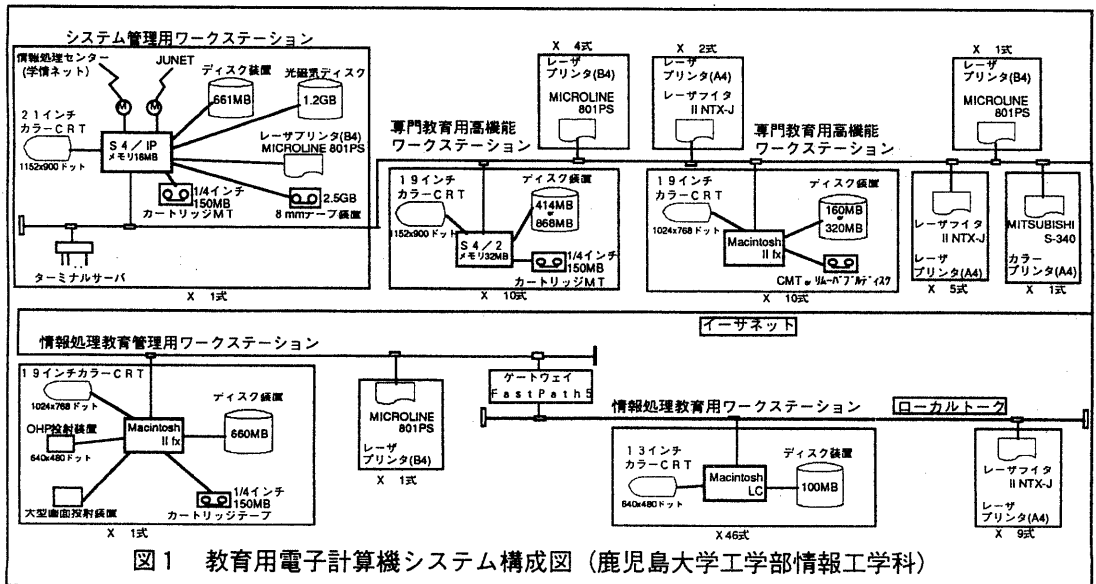 システム管理用ワークステーション
情報処理センター
(学情ネット)
JUNET
M
M
ディスク装置
661MB
光磁気ディスク
1.2GB
21インチ
カラーCRT
1152x900ドット
S4/IP
メモリ16MB
レーザプリンタ(B4)
MICROLINE 801PS
1/4インチ
150MB
カートリッジMT
2.5GB
8mmテープ装置
ターミナルサーバ
X 1式
X 4式
レーザ
プリンタ(B4)
MICROLINE
801PS
X 2式
レーザ
プリンタ(A4)
レーザライタ
II NTX-J
X 1式
レーザ
プリンタ(B4)
MICROLINE
801PS
専門教育用高機能
ワークステーション
19インチ
カラーCRT
1152x900ドット
ディスク装置
414MB
or
868MB
S4/2
メモリ32MB
1/4インチ
150MB
カートリッジMT
X 10式
専門教育用高機能
ワークステーション
19インチ
カラーCRT
1024x768ドット
ディスク装置
160MB
or
320MB
Macintosh
II fx
CMT or リムーバブルディスク
X 10式
レーザライタ
II NTX-J
レーザ
プリンタ(A4)
X 5式
MITSUBISHI
S-340
カラー
プリンタ(A4)
X 1式
イーサネット
情報処理教育管理用ワークステーション
19インチカラーCRT
1024x768ドット
OHP投射装置
640x480ドット
大型画面投射装置
Macintosh
II fx
ディスク装置
660MB
1/4インチ
150MB
カートリッジテープ
X 1式
MICROLINE
801PS
レーザ
プリンタ(B4)
X 1式
ゲートウェイ
FastPath5
情報処理教育用ワークステーション
ローカルトーク
13インチ
カラーCRT
640x480ドット
Macintosh
LC
ディスク装置
100MB
X46式
レーザライタ
II NTX-J
レーザ
プリンタ(A4)
X 9式
図1 教育用電子計算機システム構成図(鹿児島大学工学部情報工学科)